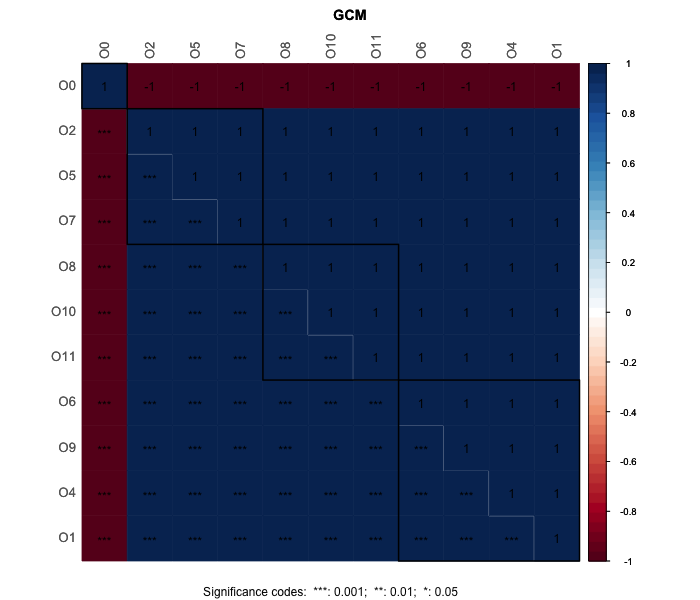 GCM
O0 O2 O5 O7 O8 O10 O11 O6 O9 O4 O1
O0 1 -1 -1 -1 -1 -1 -1 -1 -1 -1 -1
O2 *** 1 1 1 1 1 1 1 1 1 1
O5 *** *** 1 1 1 1 1 1 1 1 1
O7 *** *** *** 1 1 1 1 1 1 1 1
O8 *** *** *** *** 1 1 1 1 1 1 1
O10 *** *** *** *** *** 1 1 1 1 1 1
O11 *** *** *** *** *** *** 1 1 1 1 1
O6 *** *** *** *** *** *** *** 1 1 1 1
O9 *** *** *** *** *** *** *** *** 1 1 1
O4 *** *** *** *** *** *** *** *** *** 1 1
O1 *** *** *** *** *** *** *** *** *** *** 1
1
0.8
0.6
0.4
0.2
0
-0.2
-0.4
-0.6
-0.8
-1
Significance codes: ***: 0.001; **: 0.01; *: 0.05